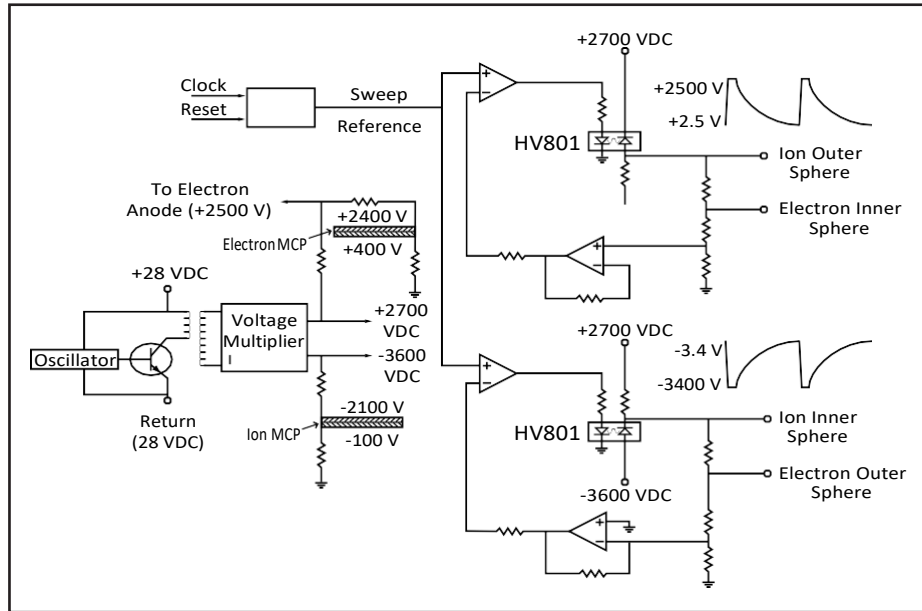 Clock
Reset
Sweep
Reference
+2700 VDC
+
−
HV801
+2500 V
+2.5 V
Ion Outer
Sphere
Electron Inner
Sphere
+
−
To Electron
Anode (+2500 V)
+2400 V
Electron MCP
+400 V
+28 VDC
Oscillator
Voltage
Multiplier
I
+2700
VDC
-3600
VDC
Return
(28 VDC)
-2100 V
Ion MCP
-100 V
+2700 VDC
+
−
HV801
-3600 VDC
-3.4 V
-3400 V
Ion Inner
Sphere
Electron Outer
Sphere
+
−